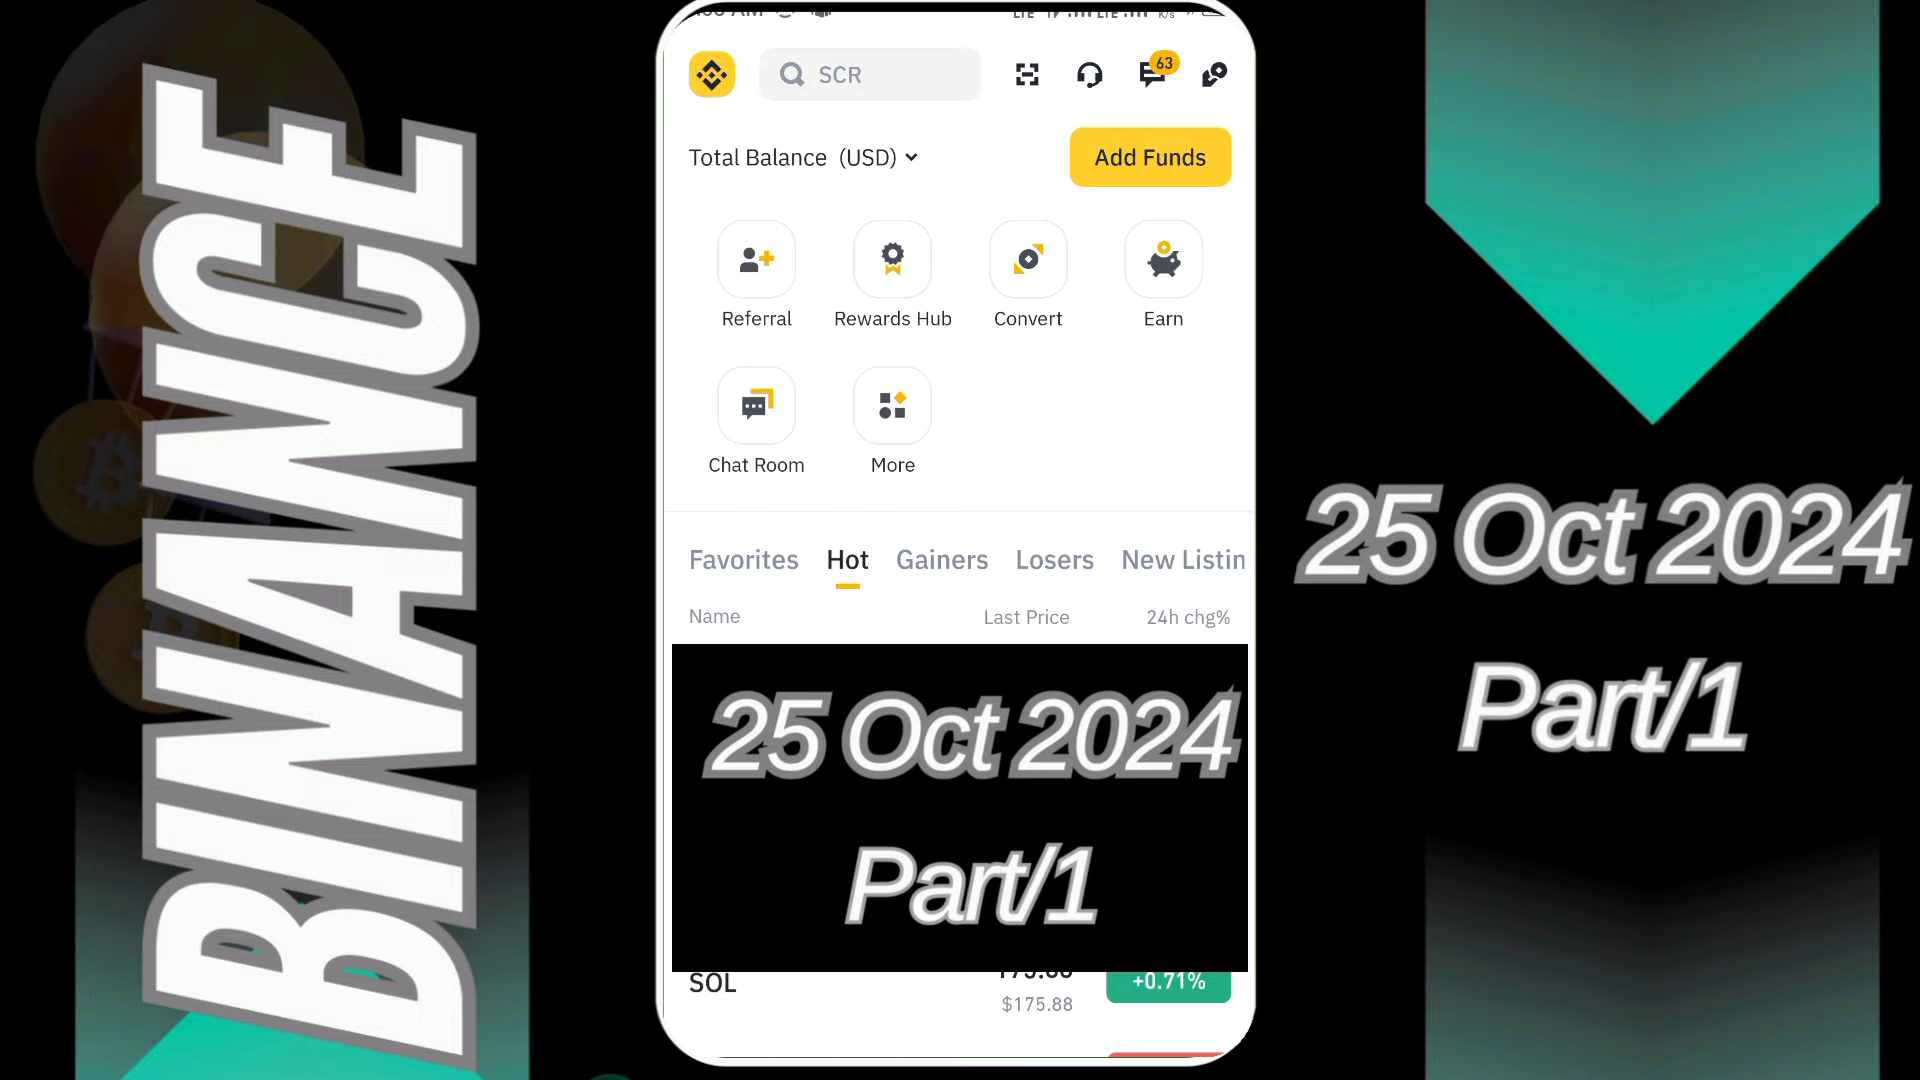 BINANCE
SCR
63
Total Balance (USD)
Add Funds
Referral
Rewards Hub
Convert
Earn
Chat Room
More
Favorites Hot Gainers Losers New Listin
Name Last Price 24h chg%
25 Oct 2024
Part/1
SOL
+0.71%
$175.88
25 Oct 2024
Part/1